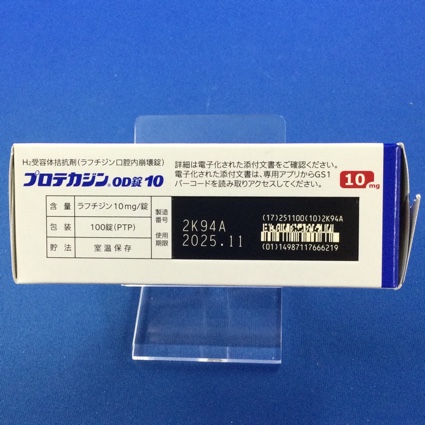 H₂受容体拮抗剤(ラフチジン口腔内崩壊錠)
プロテカジン® OD錠 10
詳細は電子化された添付文書をご確認ください。
電子化された添付文書は、専用アプリからGS1
バーコードを読み取りアクセスしてください。
10mg
含量 ラフチジン10mg/錠
包装 100錠(PTP)
貯法 室温保存
製造番号 2K94A
使用期限 2025.11
(17)251100(10)2K94A
(01)14987117666219